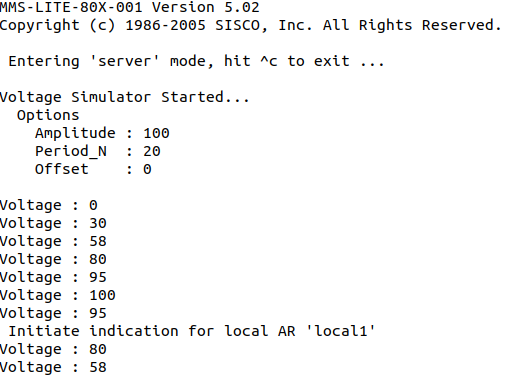 MMS-LITE-80X-001 Version 5.02
Copyright (c) 1986-2005 SISCO, Inc. All Rights Reserved.
Entering 'server' mode, hit ^c to exit ...
Voltage Simulator Started...
Options
Amplitude : 100
Period_N : 20
Offset : 0
Voltage : 0
Voltage : 30
Voltage : 58
Voltage : 80
Voltage : 95
Voltage : 100
Voltage : 95
Initiate indication for local AR 'local1'
Voltage : 80
Voltage : 58